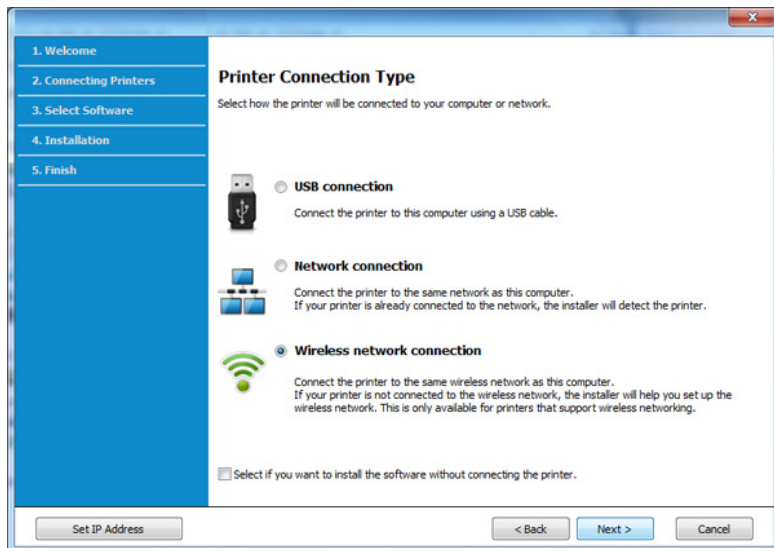 1. Welcome
2. Connecting Printers
3. Select Software
4. Installation
5. Finish
Printer Connection Type
Select how the printer will be connected to your computer or network.
USB connection
Connect the printer to this computer using a USB cable.
Network connection
Connect the printer to the same network as this computer.
If your printer is already connected to the network, the installer will detect the printer.
Wireless network connection
Connect the printer to the same wireless network as this computer.
If your printer is not connected to the wireless network, the installer will help you set up the
wireless network. This is only available for printers that support wireless networking.
Select if you want to install the software without connecting the printer.
Set IP Address
< Back
Next >
Cancel